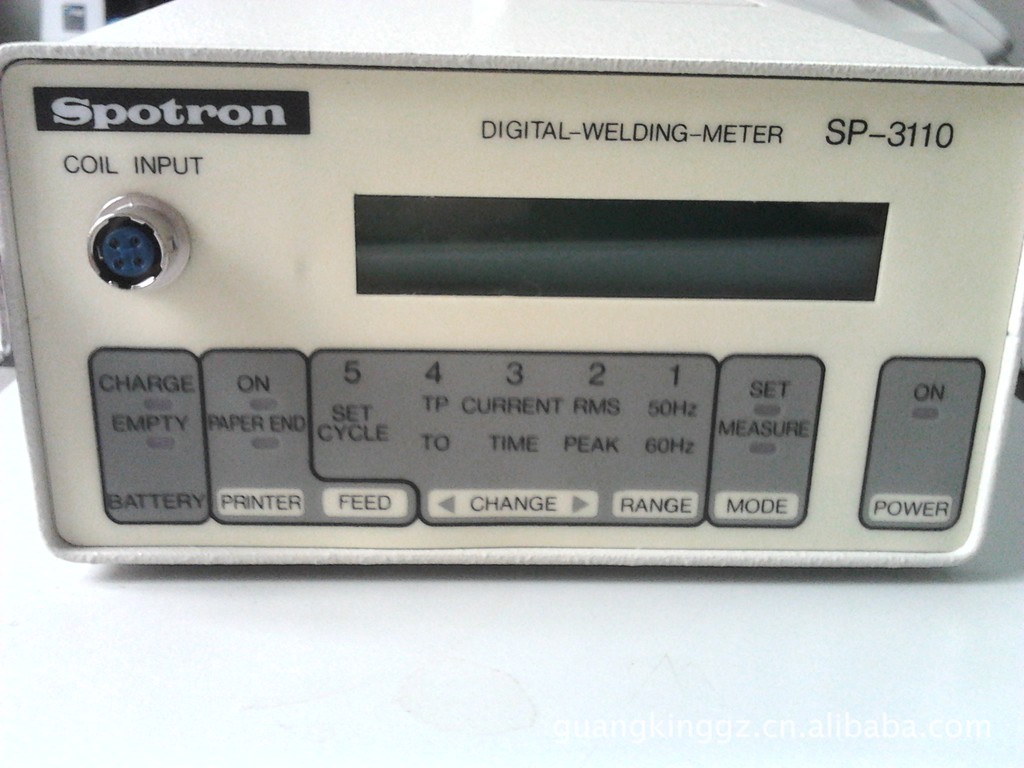 Spotron
DIGITAL-WELDING-METER SP-3110
COIL INPUT
5 4 3 2 1
CHARGE ON TP CURRENT RMS 50Hz SET ON
EMPTY PAPER END SET CYCLE TO TIME PEAK 60Hz MEASURE
BATTERY PRINTER FEED ◀ CHANGE ▶ RANGE MODE POWER
guangkinggz.cn.alibaba.com